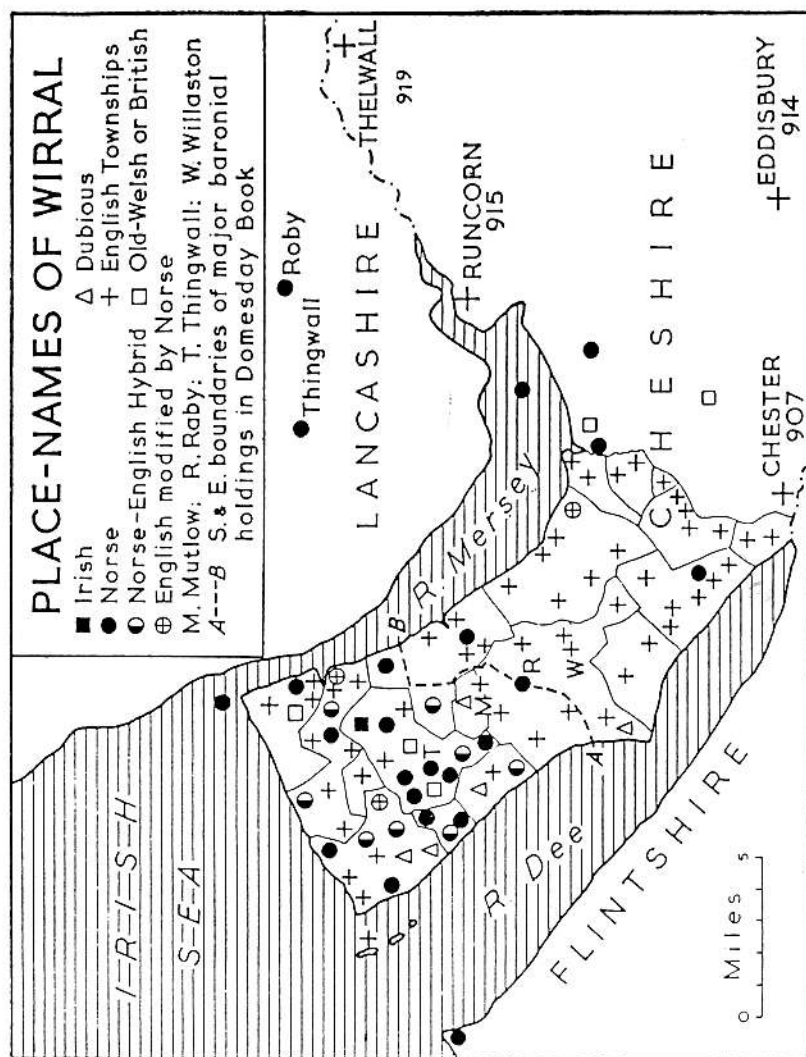 PLACE-NAMES OF WIRRAL
Irish
Norse
Norse-English Hybrid
English modified by Norse
Dubious
English Townships
Old-Welsh or British
M. Mutlow: R. Raby: T. Thingwall: W. Willaston
A---B S. & E. boundaries of major baronial
holdings in Domesday Book
I-R-I-S-H
S-E-A
LANCASHIRE
Thingwall
Roby
THELWALL
919
RUNCORN
915
EDDISBURY
914
CHESHIRE
CHESTER
907
R. Mersey
R. Dee
FLINTSHIRE
B
A
T
M
R
W
Miles
0 5